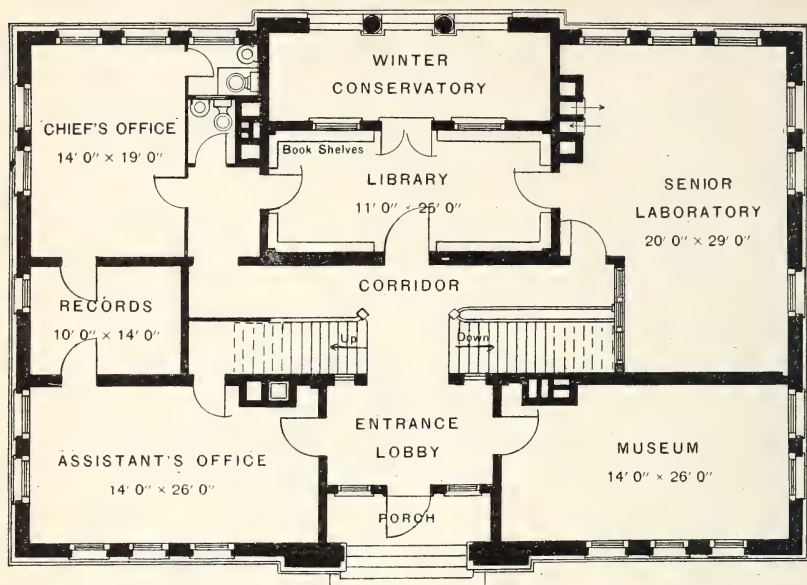 WINTER
CONSERVATORY
CHIEF'S OFFICE
14' 0" × 19' 0"
Book Shelves
LIBRARY
11' 0" × 26' 0"
SENIOR
LABORATORY
20' 0" × 29' 0"
CORRIDOR
RECORDS
10' 0" × 14' 0"
Up
Down
ENTRANCE
LOBBY
ASSISTANT'S OFFICE
14' 0" × 26' 0"
MUSEUM
14' 0" × 26' 0"
PORCH